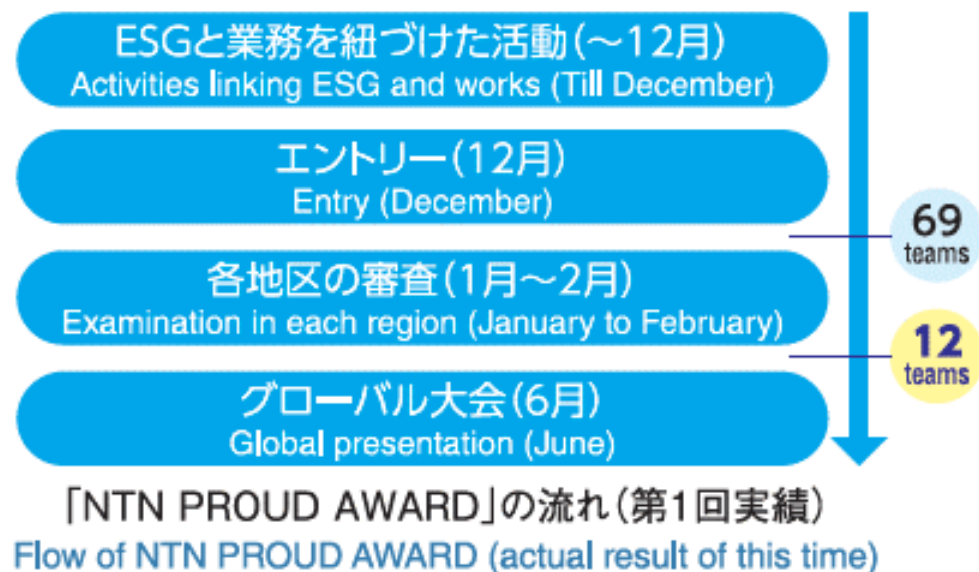 ESGと業務を紐づけた活動(～12月)
Activities linking ESG and works (Till December)
エントリー(12月)
Entry (December)
69
teams
各地区の審査(1月～2月)
Examination in each region (January to February)
12
teams
グローバル大会(6月)
Global presentation (June)
「NTN PROUD AWARD」の流れ(第1回実績)
Flow of NTN PROUD AWARD (actual result of this time)